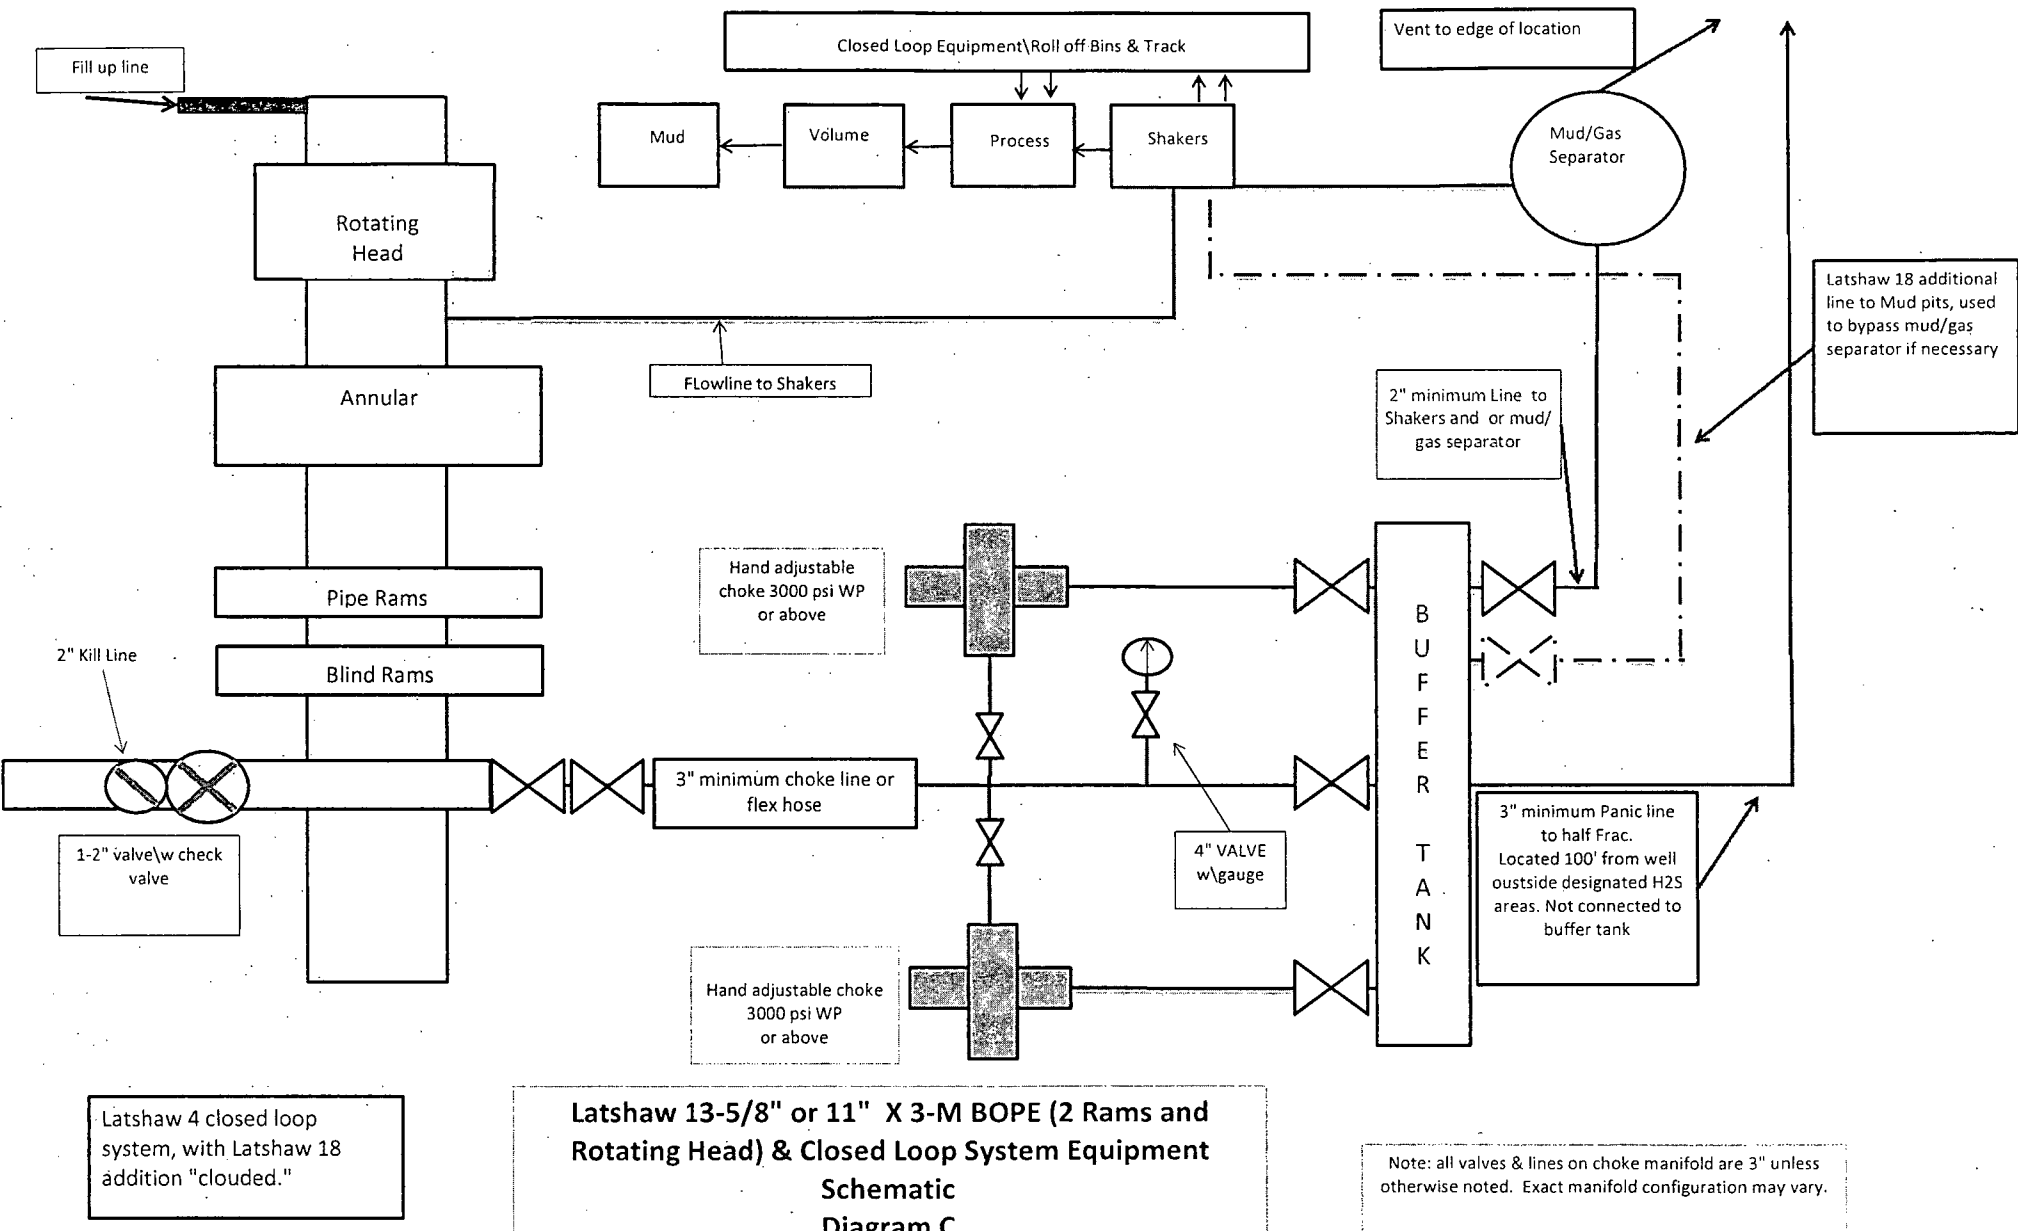 Closed Loop Equipment\Roll off Bins & Track
Vent to edge of location
Fill up line
Mud
Volume
Process
Shakers
Mud/Gas
Separator
Rotating
Head
Latshaw 18 additional
line to Mud pits, used
to bypass mud/gas
separator if necessary
FLowline to Shakers
Annular
2" minimum Line to
Shakers and or mud/
gas separator
Hand adjustable
choke 3000 psi WP
or above
Pipe Rams
2" Kill Line
Blind Rams
B
U
F
F
E
R
T
A
N
K
3" minimum choke line or
flex hose
1-2" valve\w check
valve
4" VALVE
w\gauge
3" minimum Panic line
to half Frac.
Located 100' from well
oustside designated H2S
areas. Not connected to
buffer tank
Hand adjustable choke
3000 psi WP
or above
Latshaw 4 closed loop
system, with Latshaw 18
addition "clouded."
Latshaw 13-5/8" or 11" X 3-M BOPE (2 Rams and
Rotating Head) & Closed Loop System Equipment
Schematic
Diagram C
Note: all valves & lines on choke manifold are 3" unless
otherwise noted. Exact manifold configuration may vary.